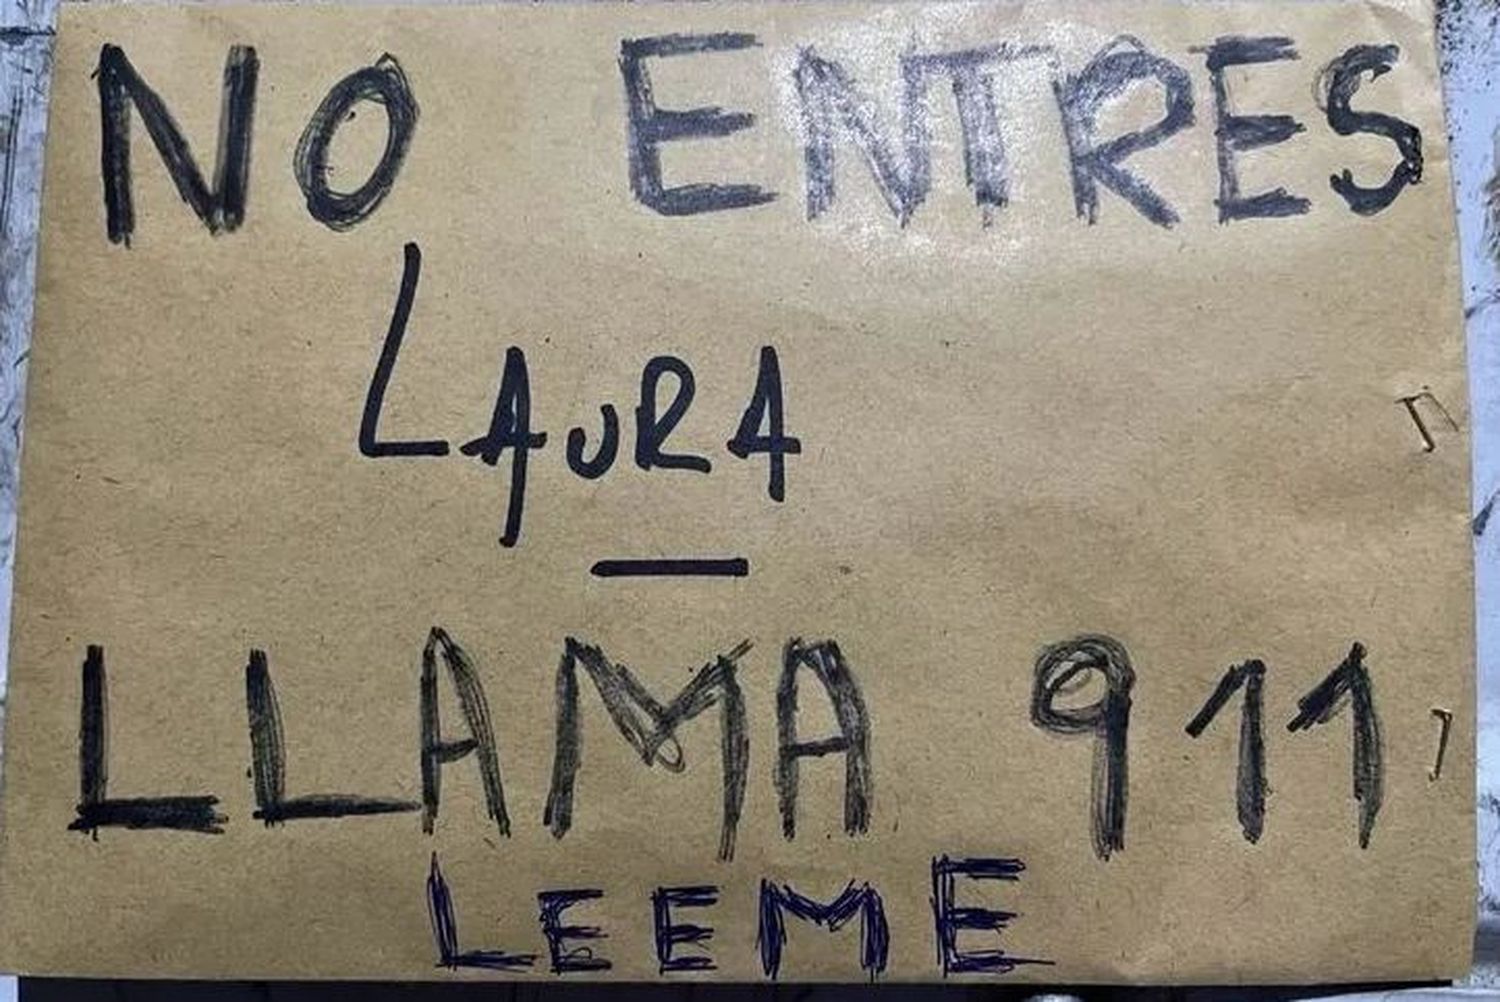 NO ENTRES
LAURA
—
LLAMA 911
LEEME